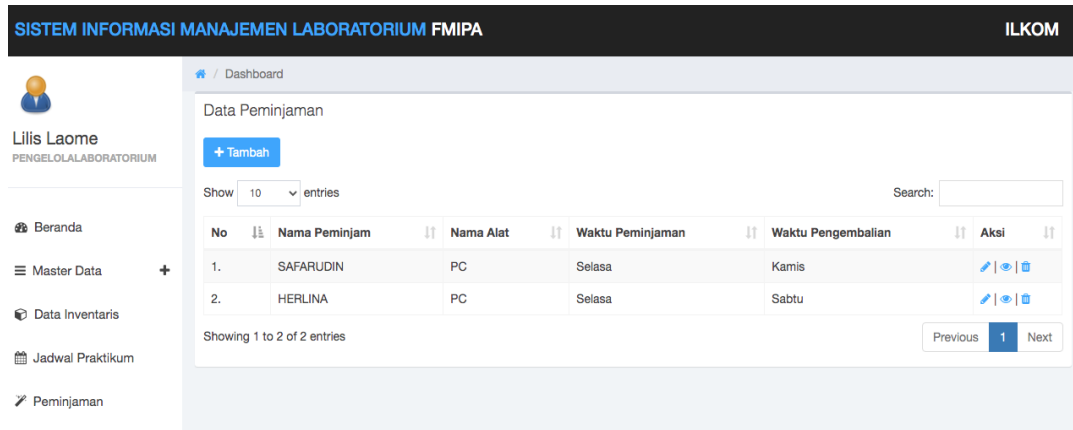 SISTEM INFORMASI MANAJEMEN LABORATORIUM FMIPA ILKOM
Lilis Laome
PENGELOLALABORATORIUM
Beranda
Master Data
Data Inventaris
Jadwal Praktikum
Peminjaman
/ Dashboard
Data Peminjaman
+ Tambah
Show 10 entries Search:
No Nama Peminjam Nama Alat Waktu Peminjaman Waktu Pengembalian Aksi
1. SAFARUDIN PC Selasa Kamis | |
2. HERLINA PC Selasa Sabtu | |
Showing 1 to 2 of 2 entries Previous 1 Next